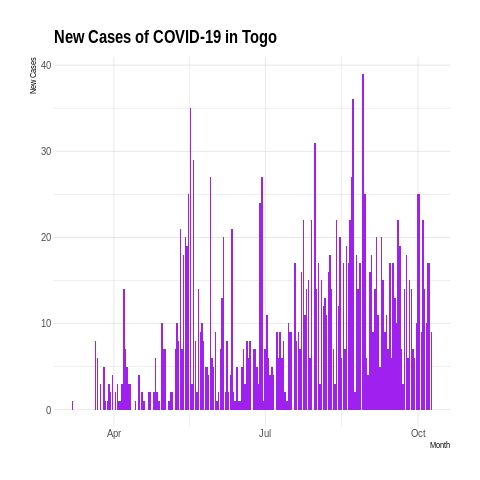 New Cases of COVID-19 in Togo
New Cases
40
30
20
10
0
Apr
Jul
Oct
Month